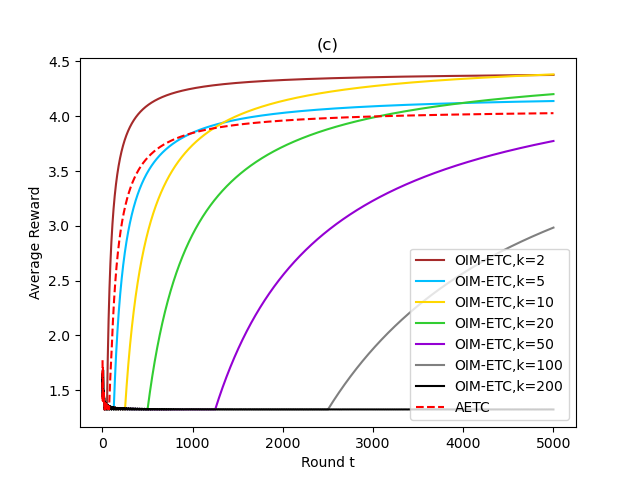 (c)
Average Reward
4.5
4.0
3.5
3.0
2.5
2.0
1.5
OIM-ETC,k=2
OIM-ETC,k=5
OIM-ETC,k=10
OIM-ETC,k=20
OIM-ETC,k=50
OIM-ETC,k=100
OIM-ETC,k=200
AETC
0 1000 2000 3000 4000 5000
Round t